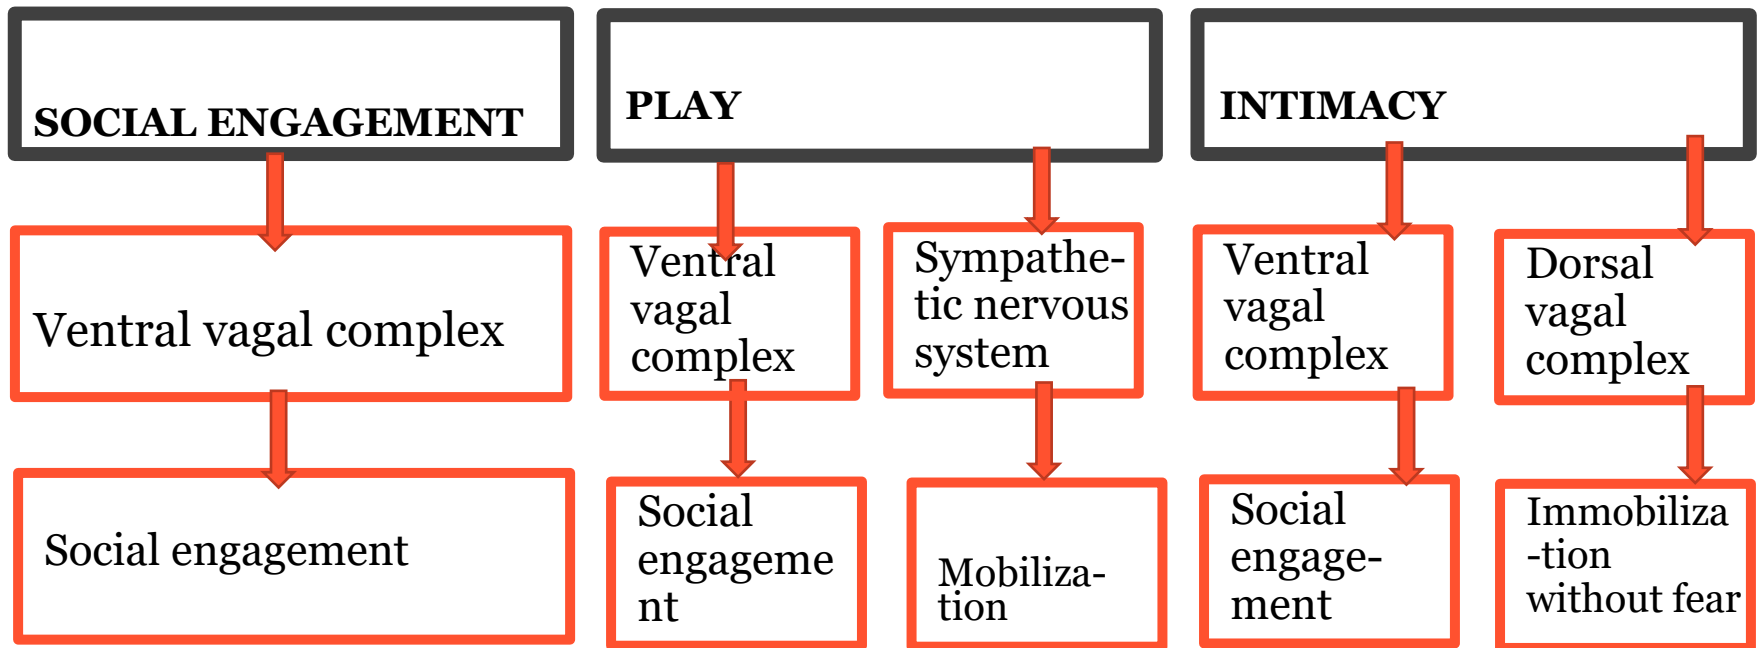 SOCIAL ENGAGEMENT
PLAY
INTIMACY
Ventral vagal complex
Ventral
vagal
complex
Sympathe-
tic nervous
system
Ventral
vagal
complex
Dorsal
vagal
complex
Social engagement
Social
engageme
nt
Mobiliza-
tion
Social
engage-
ment
Immobiliza
-tion
without fear